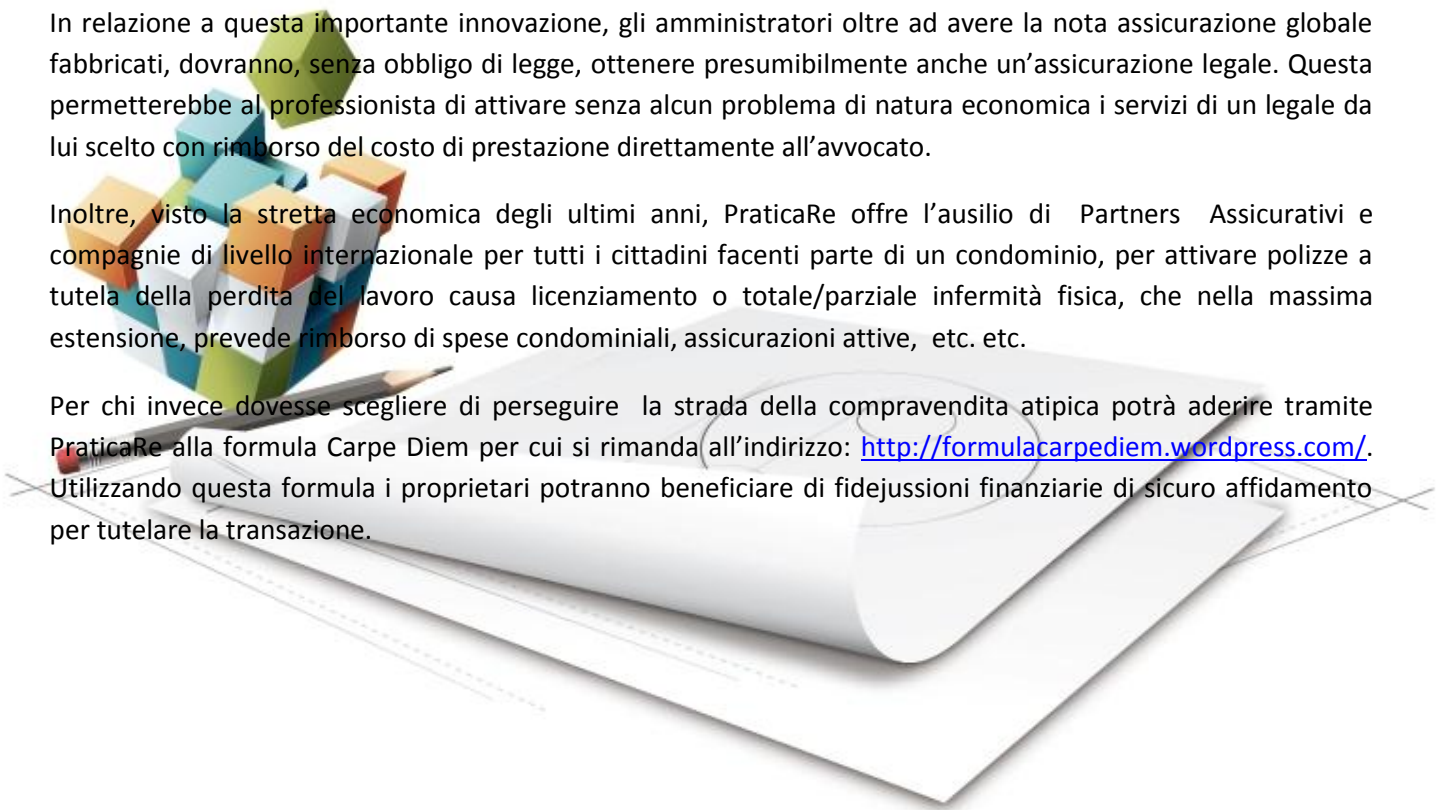 In relazione a questa importante innovazione, gli amministratori oltre ad avere la nota assicurazione globale
fabbricati, dovranno, senza obbligo di legge, ottenere presumibilmente anche un’assicurazione legale. Questa
permetterebbe al professionista di attivare senza alcun problema di natura economica i servizi di un legale da
lui scelto con rimborso del costo di prestazione direttamente all’avvocato.
Inoltre, visto la stretta economica degli ultimi anni, PraticaRe offre l’ausilio di Partners Assicurativi e
compagnie di livello internazionale per tutti i cittadini facenti parte di un condominio, per attivare polizze a
tutela della perdita del lavoro causa licenziamento o totale/parziale infermità fisica, che nella massima
estensione, prevede rimborso di spese condominiali, assicurazioni attive, etc. etc.
Per chi invece dovesse scegliere di perseguire la strada della compravendita atipica potrà aderire tramite
PraticaRe alla formula Carpe Diem per cui si rimanda all’indirizzo: http://formulacarpediem.wordpress.com/.
Utilizzando questa formula i proprietari potranno beneficiare di fidejussioni finanziarie di sicuro affidamento
per tutelare la transazione.